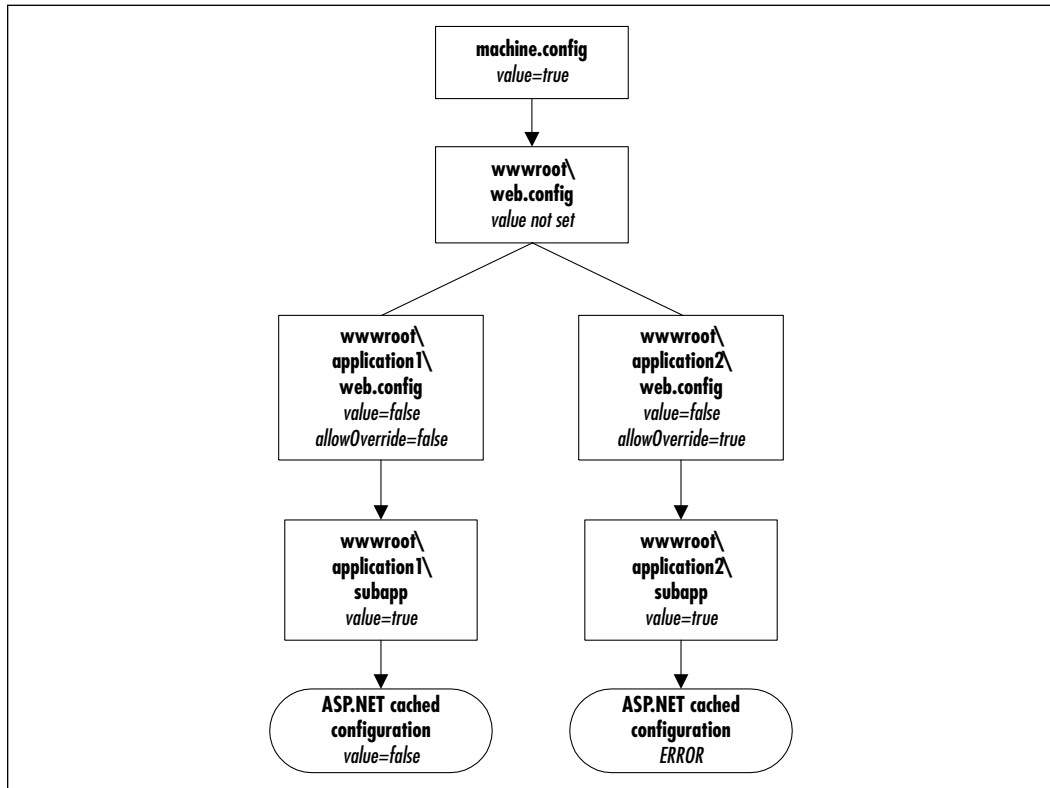 machine.config
value=true
wwwroot\
web.config
value not set
wwwroot\
application1\
web.config
value=false
allowOverride=false
wwwroot\
application2\
web.config
value=false
allowOverride=true
wwwroot\
application1\
subapp
value=true
wwwroot\
application2\
subapp
value=true
ASP.NET cached
configuration
value=false
ASP.NET cached
configuration
ERROR